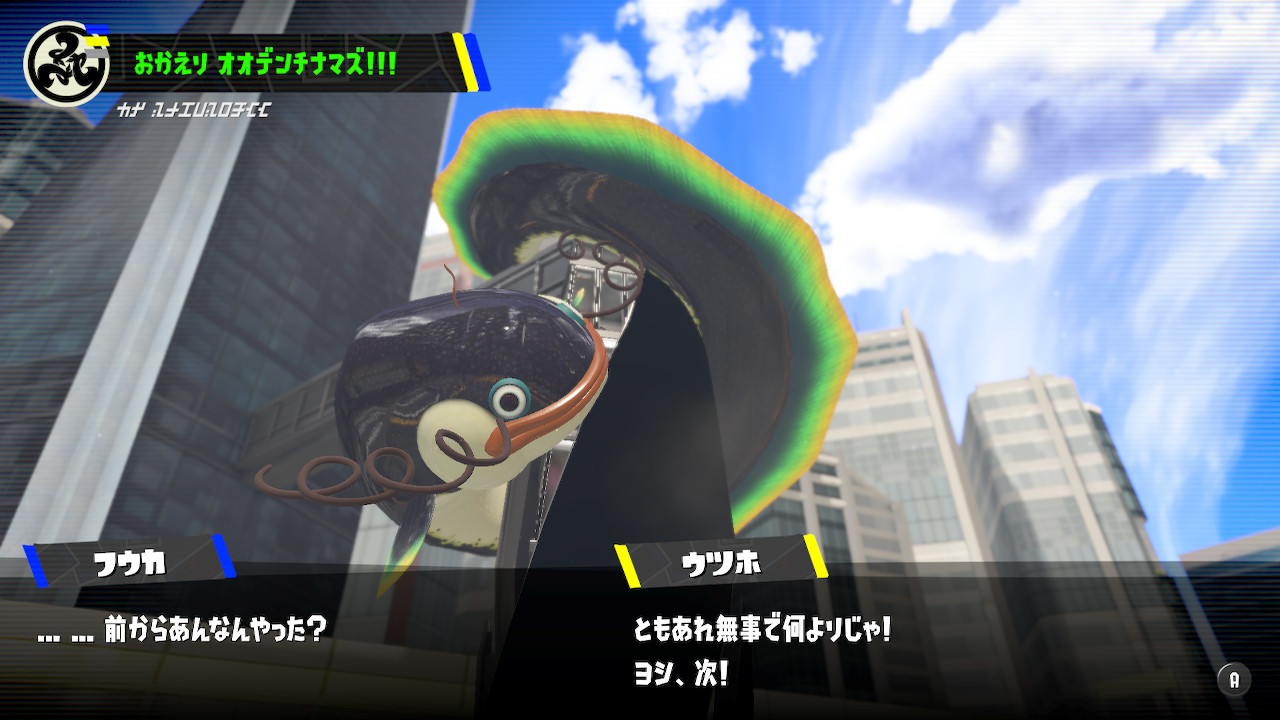 おかえり オオデンチナマズ!!!
フウカ
... ... 前からあんなんやった?
ウツホ
ともあれ無事で何よりじゃ!
ヨシ、次!
A